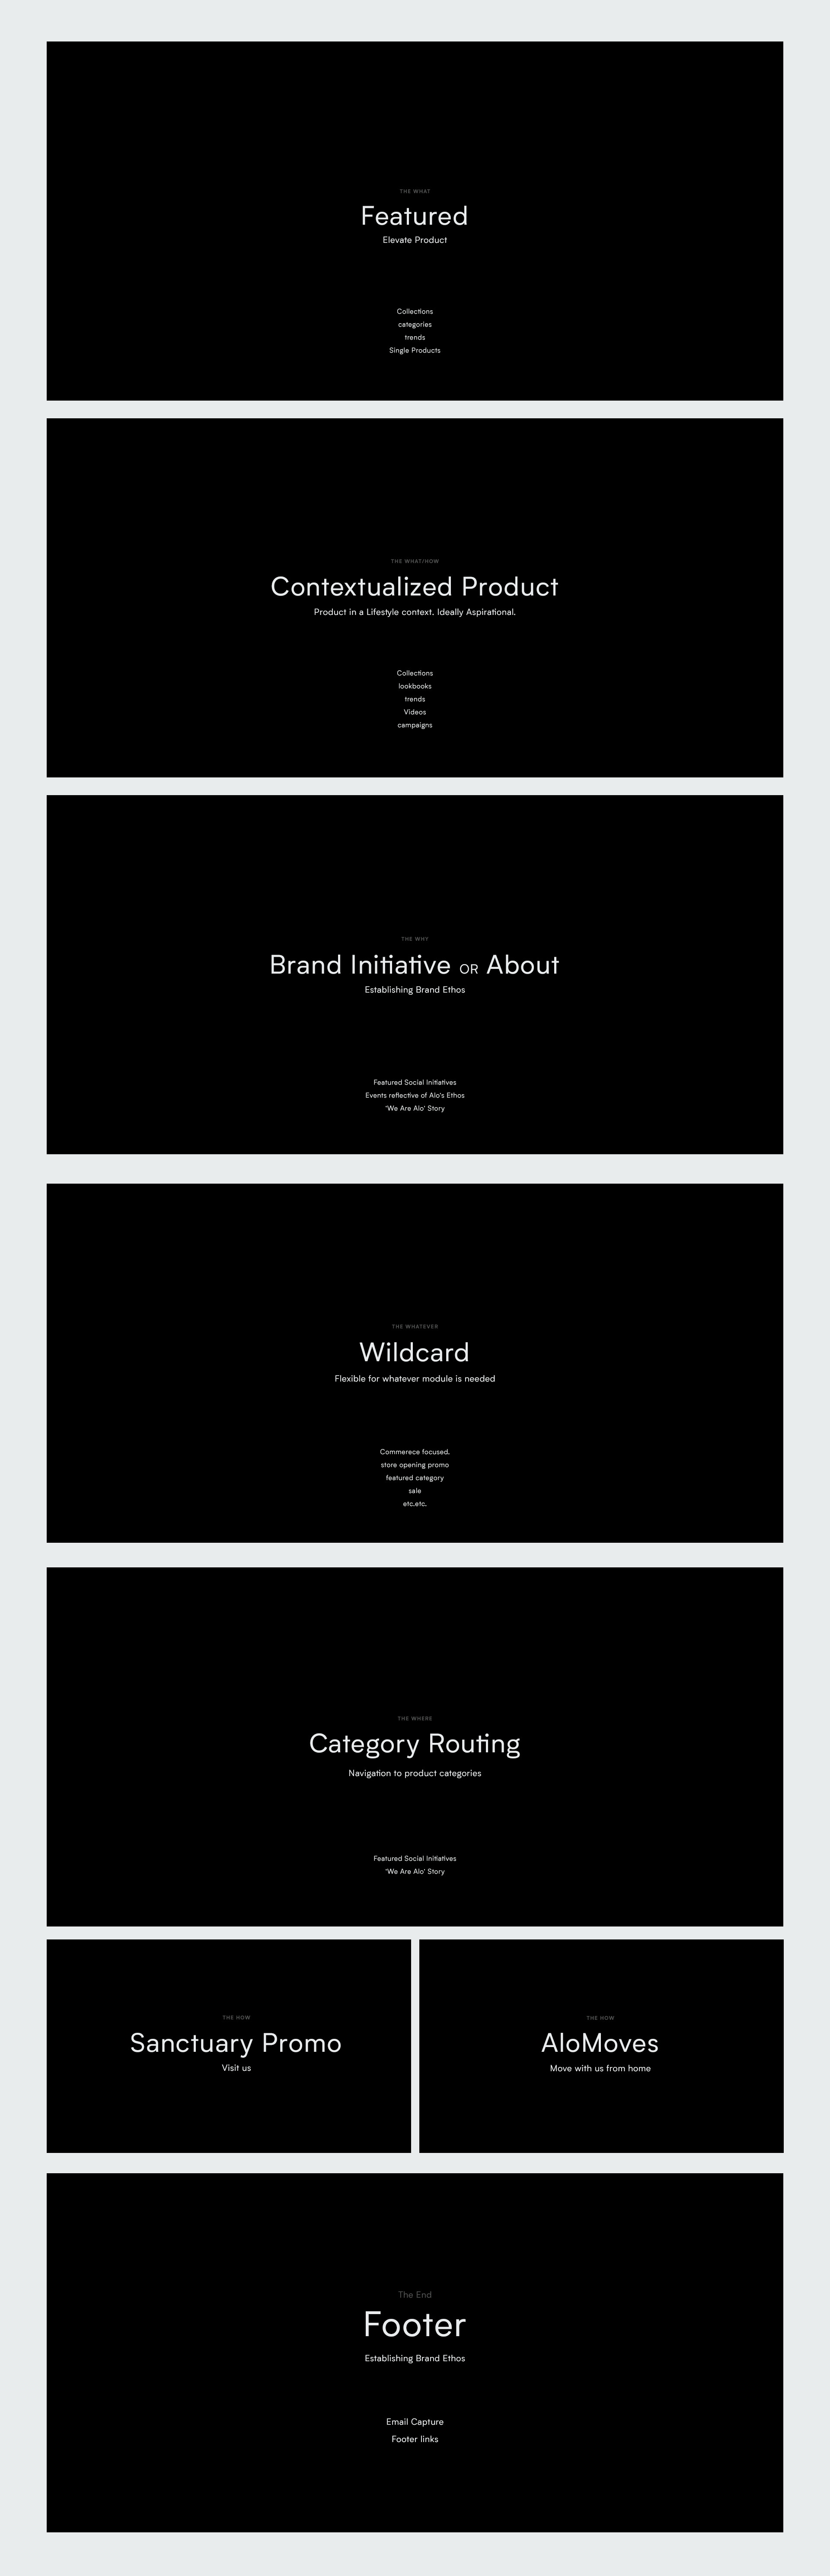 THE WHAT
Featured
Elevate Product
Collections
categories
trends
Single Products
THE WHAT/HOW
Contextualized Product
Product in a Lifestyle context. Ideally Aspirational.
Collections
lookbooks
trends
Videos
campaigns
THE WHY
Brand Initiative OR About
Establishing Brand Ethos
Featured Social Initiatives
Events reflective of Alo's Ethos
'We Are Alo' Story
THE WHATEVER
Wildcard
Flexible for whatever module is needed
Commerece focused.
store opening promo
featured category
sale
etc.etc.
THE WHERE
Category Routing
Navigation to product categories
Featured Social Initiatives
'We Are Alo' Story
THE HOW
Sanctuary Promo
Visit us
THE HOW
AloMoves
Move with us from home
The End
Footer
Establishing Brand Ethos
Email Capture
Footer links